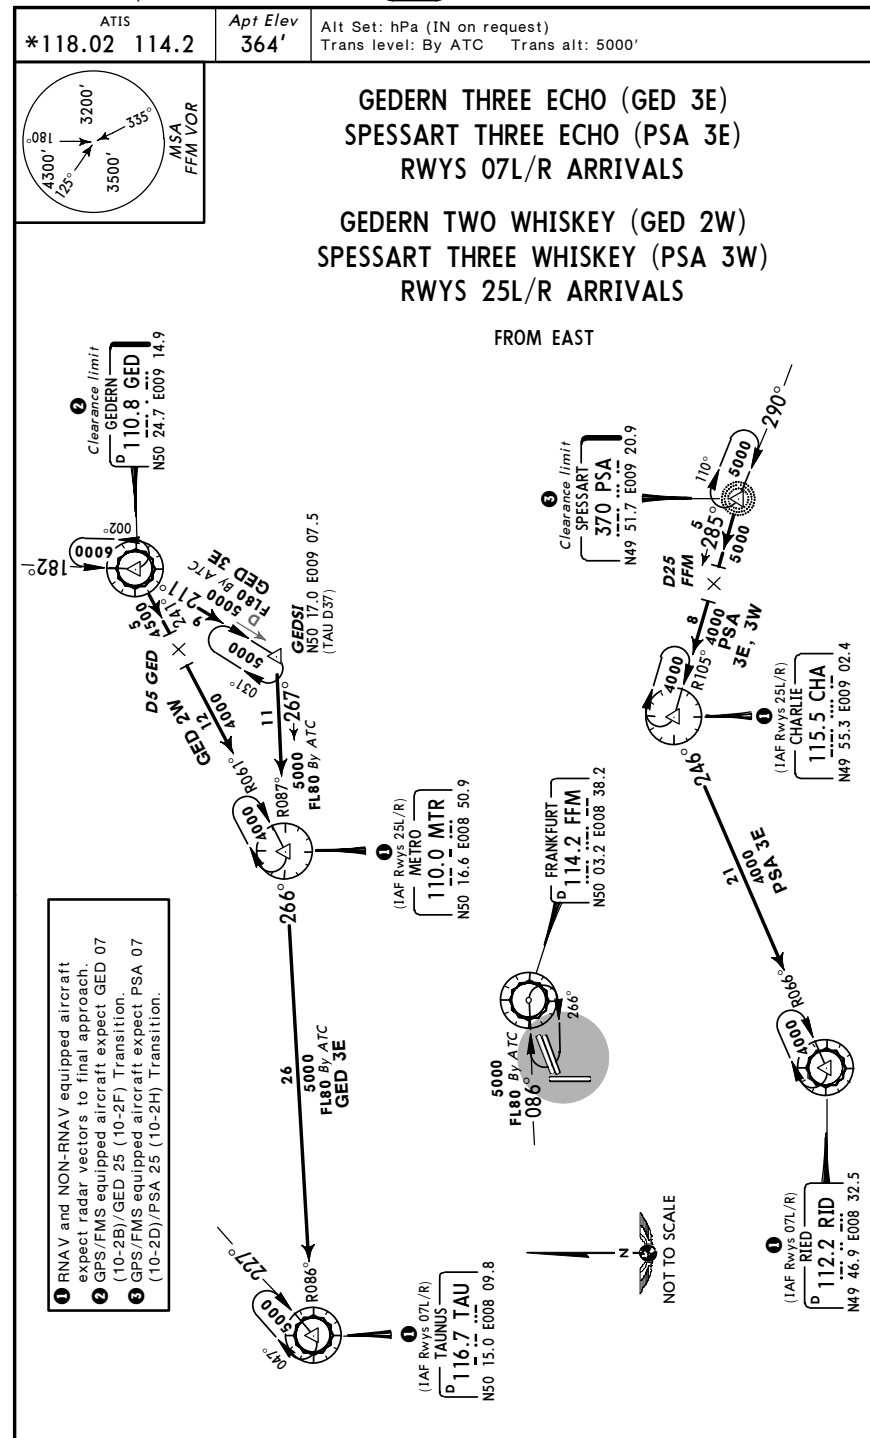 ATIS
*118.02 114.2
Apt Elev
364'
Alt Set: hPa (IN on request)
Trans level: By ATC Trans alt: 5000'
180°
3200'
335°
4300'
125°
3500'
MSA
FFM VOR
GEDERN THREE ECHO (GED 3E)
SPESSART THREE ECHO (PSA 3E)
RWYS 07L/R ARRIVALS
GEDERN TWO WHISKEY (GED 2W)
SPESSART THREE WHISKEY (PSA 3W)
RWYS 25L/R ARRIVALS
FROM EAST
2
Clearance limit
GEDERN
D 110.8 GED
N50 24.7 E009 14.9
182°
6000
002°
5
4500
247°
D5 GED
9
211°
D
5000
FL80 By ATC
GED 3E
5000
031°
GEDSI
N50 17.0 E009 07.5
(TAU D37)
GED 2W
12
4000
R061°
11
267°
5000
FL80 By ATC
R087°
4000
1
(IAF Rwys 25L/R)
METRO
110.0 MTR
N50 16.6 E008 50.9
266°
26
5000
FL80 By ATC
GED 3E
R086°
227°
5000
047°
1
(IAF Rwys 07L/R)
TAUNUS
D 116.7 TAU
N50 15.0 E008 09.8
3
Clearance limit
SPESSART
370 PSA
N49 51.7 E009 20.9
290°
110°
5000
5
285°
5000
D25
FFM
8
4000
PSA
3E, 3W
R105°
4000
1
(IAF Rwys 25L/R)
CHARLIE
115.5 CHA
N49 55.3 E009 02.4
246°
21
4000
PSA 3E
R066°
4000
1
(IAF Rwys 07L/R)
RIED
D 112.2 RID
N49 46.9 E008 32.5
FRANKFURT
D 114.2 FFM
N50 03.2 E008 38.2
266°
5000
FL80 By ATC
086°
N
NOT TO SCALE
1 RNAV and NON-RNAV equipped aircraft
expect radar vectors to final approach.
2 GPS/FMS equipped aircraft expect GED 07
(10-2B)/GED 25 (10-2F) Transition.
3 GPS/FMS equipped aircraft expect PSA 07
(10-2D)/PSA 25 (10-2H) Transition.